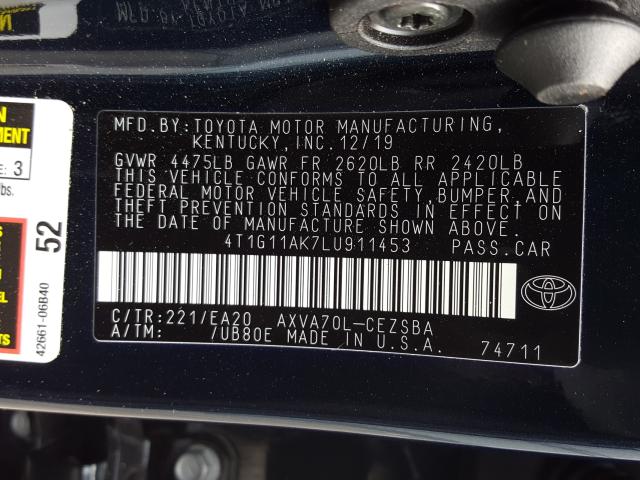 MFD.BY:TOYOTA MOTOR MANUFACTURING,
KENTUCKY, INC. 12/19
GVWR 4475LB GAWR FR 2620LB RR 2420LB
THIS VEHICLE CONFORMS TO ALL APPLICABLE
FEDERAL MOTOR VEHICLE SAFETY,BUMPER,AND
THEFT PREVENTION STANDARDS IN EFFECT ON
THE DATE OF MANUFACTURE SHOWN ABOVE.
4T1G11AK7LU911453 PASS.CAR
C/TR:221/EA20 AXVA70L-CEZSBA
A/TM: /UB80E MADE IN U.S.A.
74711
E: 3
bs.
52
42661-06B40